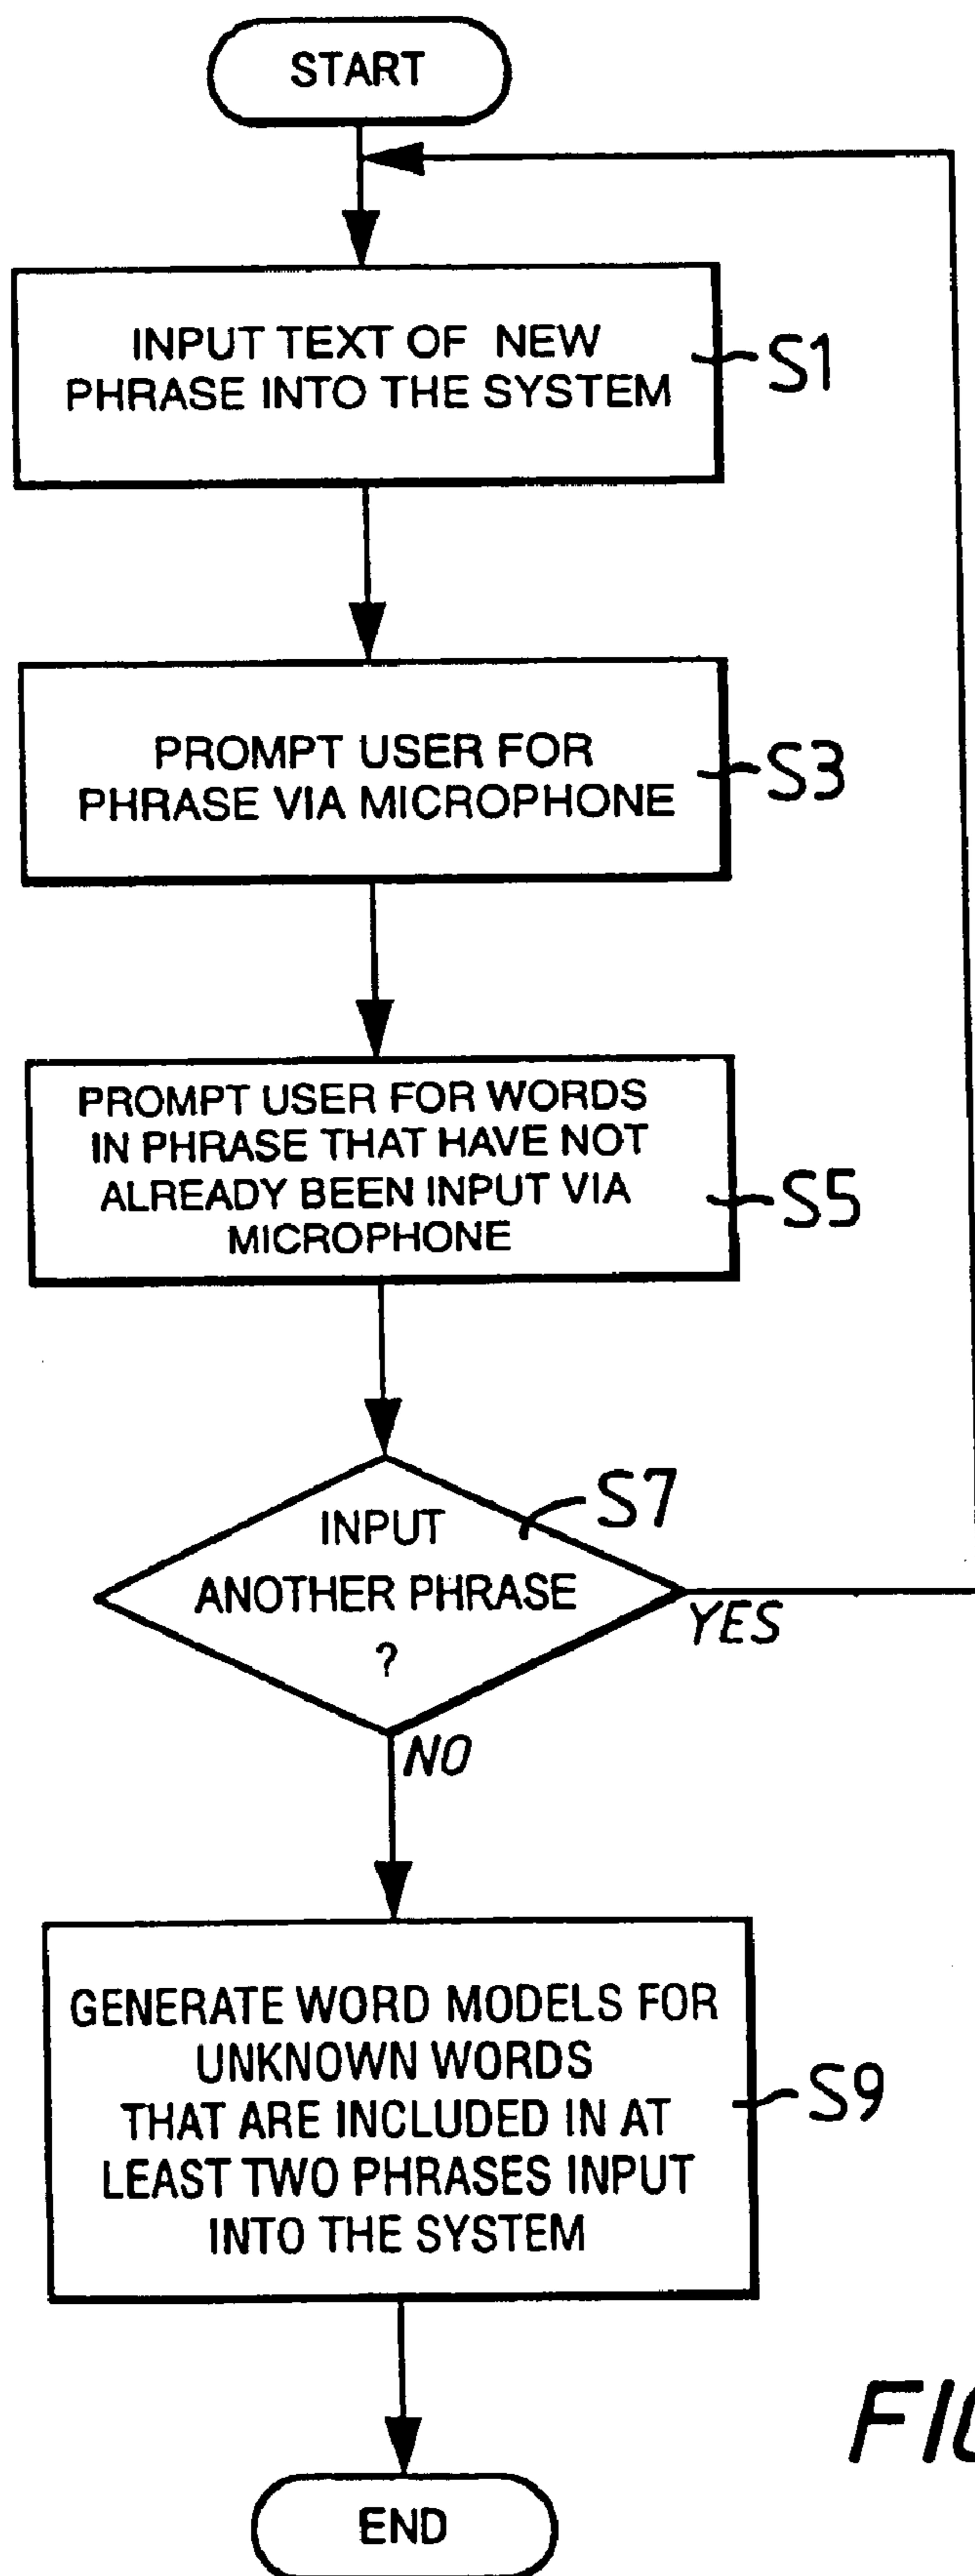 START
INPUT TEXT OF NEW
PHRASE INTO THE SYSTEM
S1
PROMPT USER FOR
PHRASE VIA MICROPHONE
S3
PROMPT USER FOR WORDS
IN PHRASE THAT HAVE NOT
ALREADY BEEN INPUT VIA
MICROPHONE
S5
INPUT
ANOTHER PHRASE
?
S7
YES
NO
GENERATE WORD MODELS FOR
UNKNOWN WORDS
THAT ARE INCLUDED IN AT
LEAST TWO PHRASES INPUT
INTO THE SYSTEM
S9
END